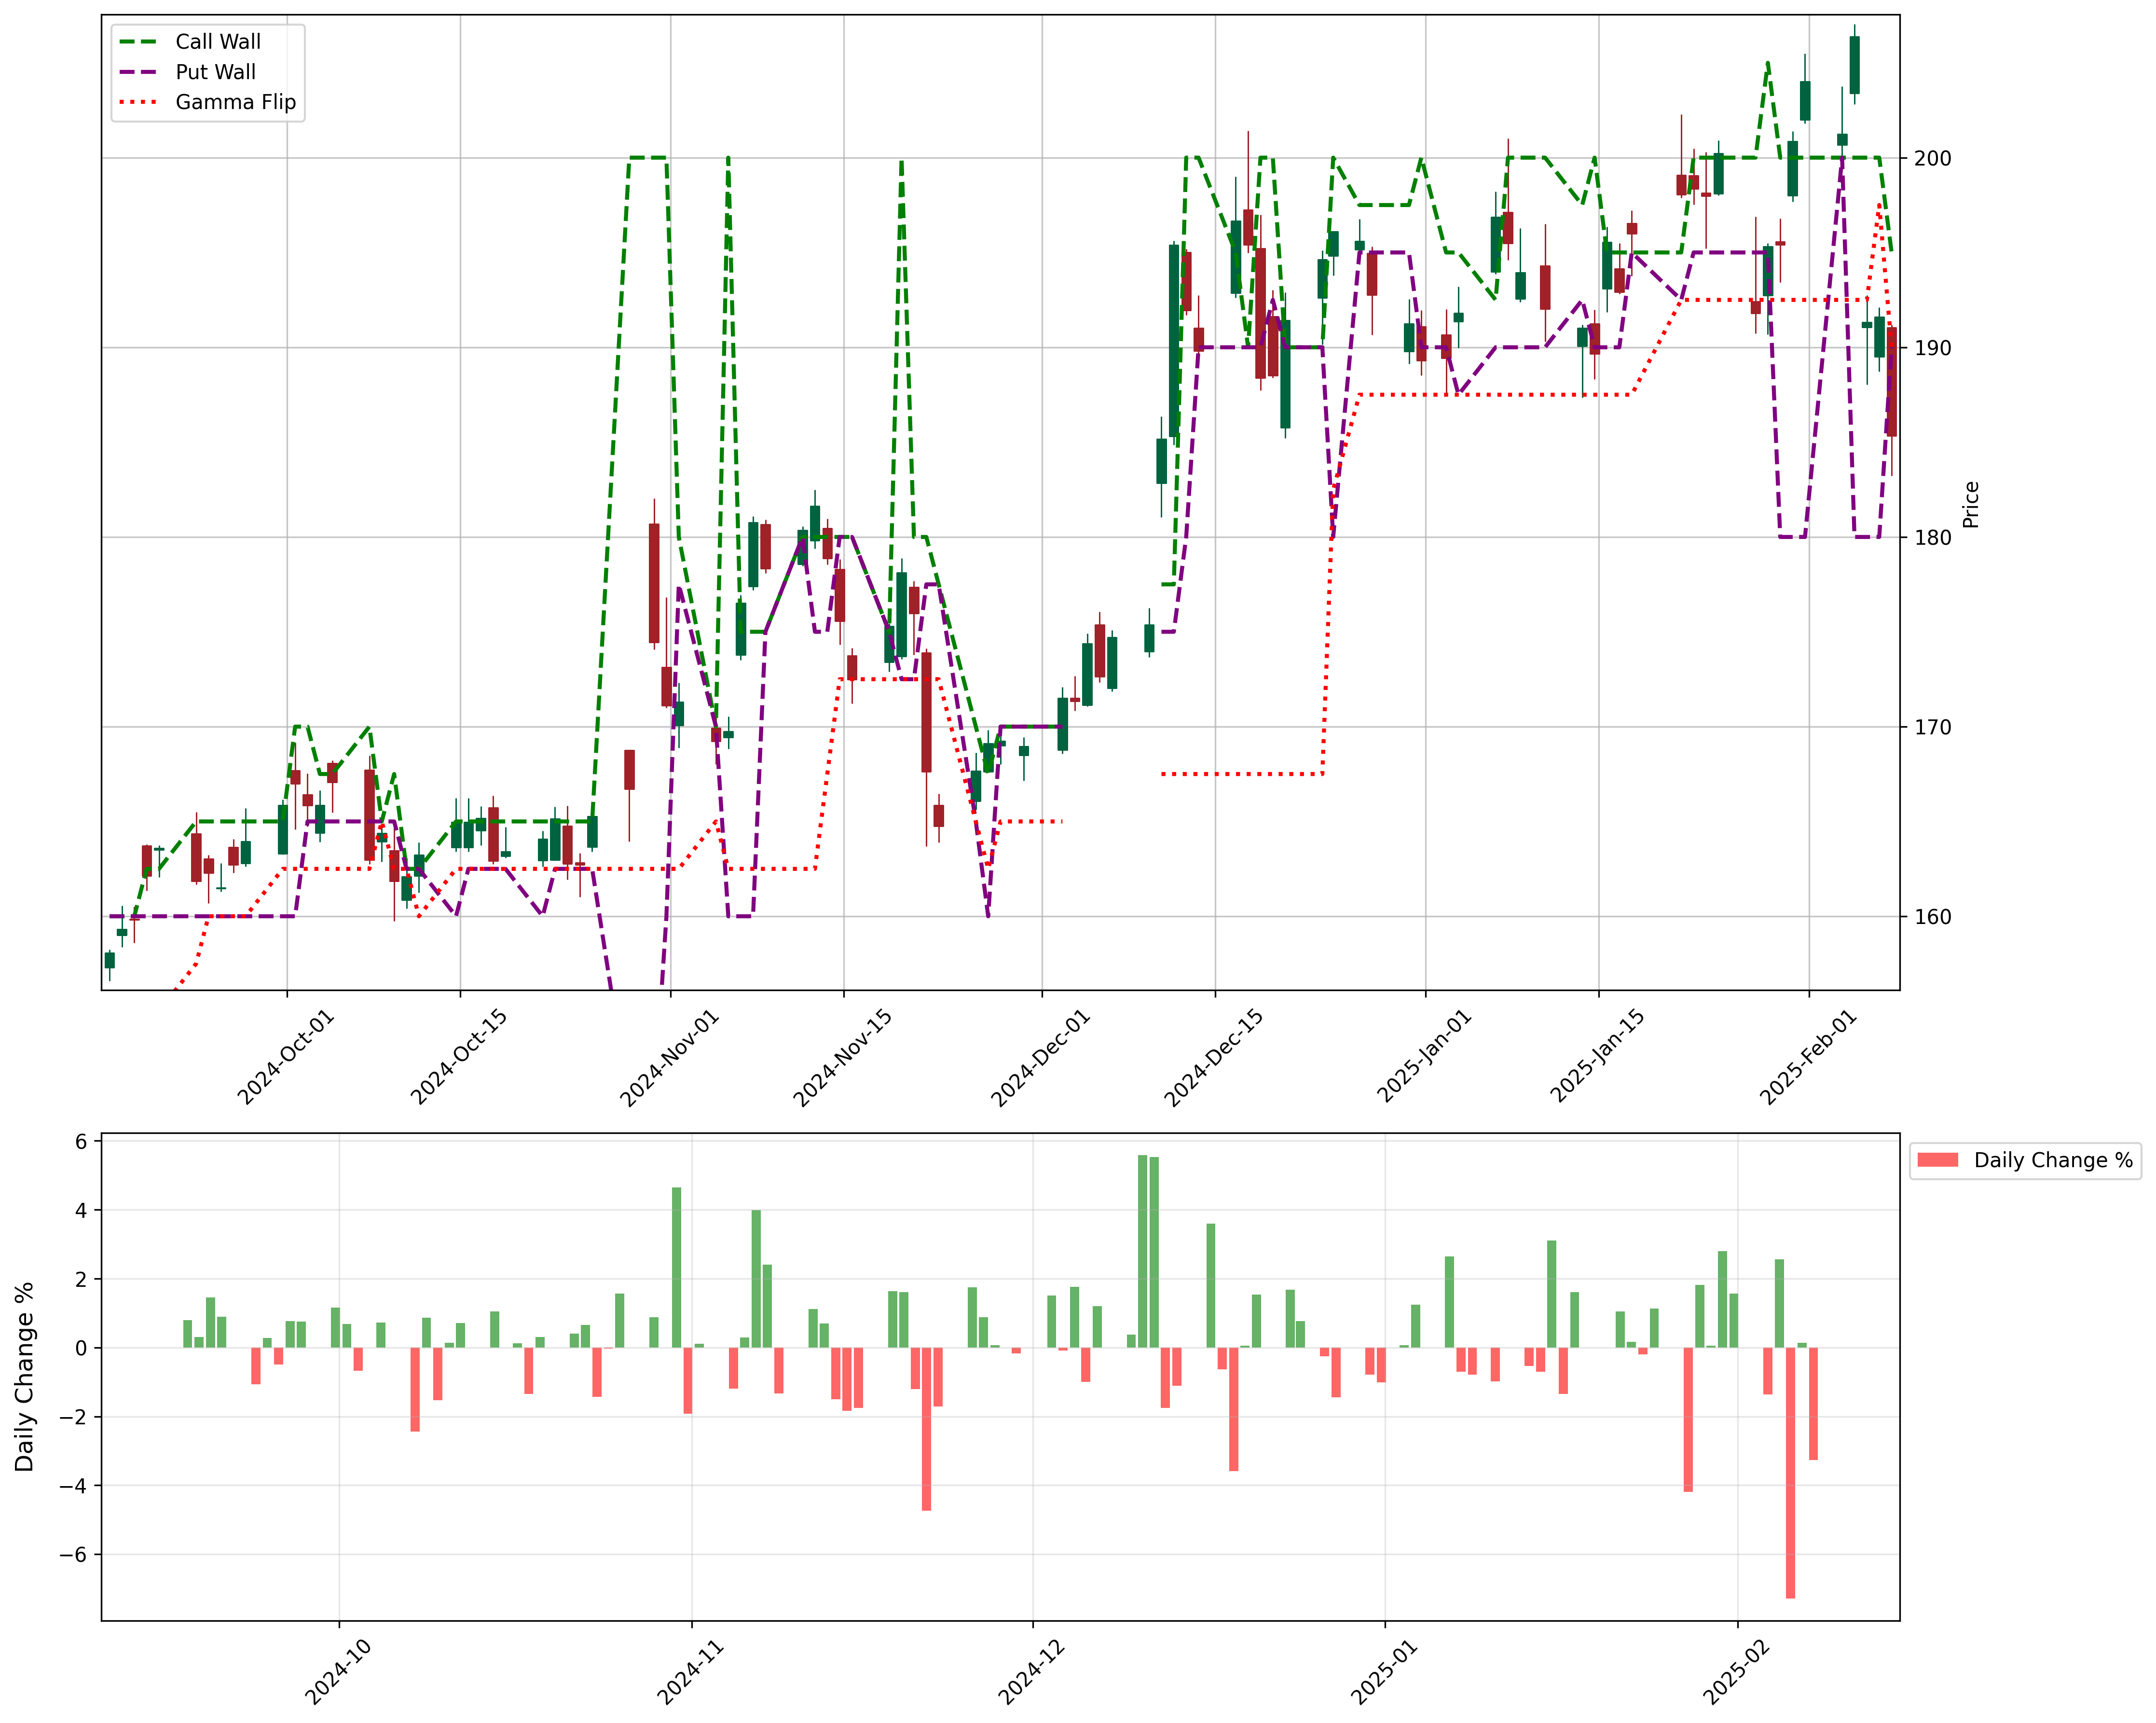 Call Wall
Put Wall
Gamma Flip
200
190
180
170
160
Price
2024-Oct-01
2024-Oct-15
2024-Nov-01
2024-Nov-15
2024-Dec-01
2024-Dec-15
2025-Jan-01
2025-Jan-15
2025-Feb-01
6
4
2
0
−2
−4
−6
Daily Change %
Daily Change %
2024-10
2024-11
2024-12
2025-01
2025-02